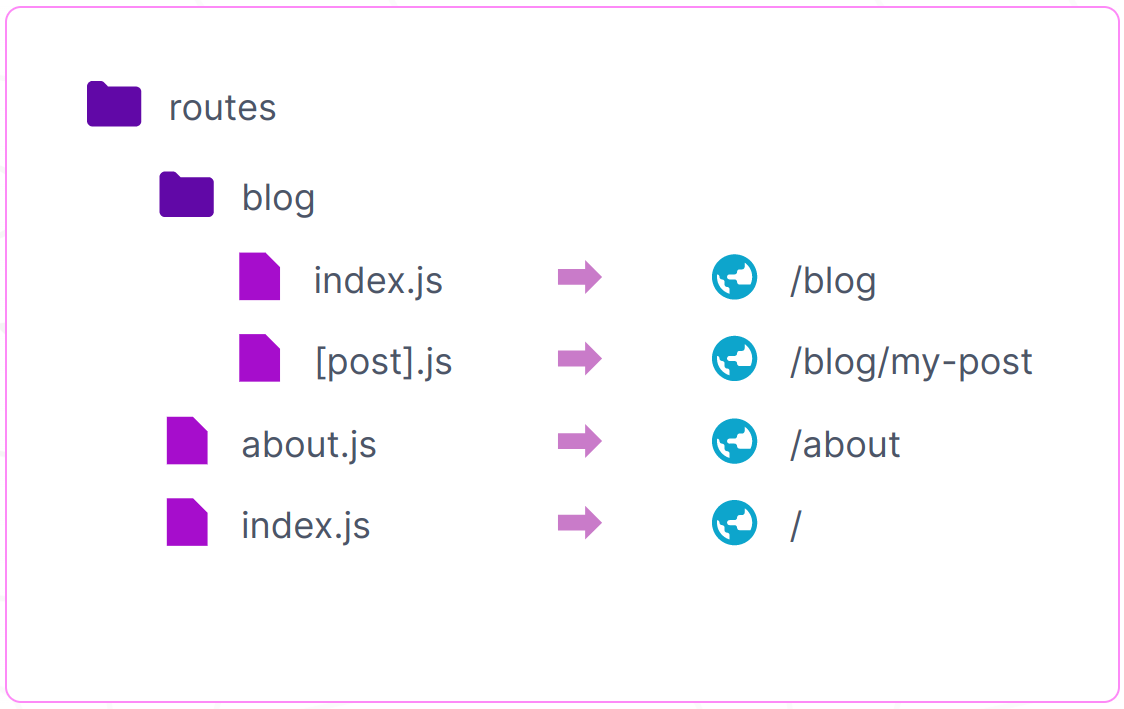 routes
blog
index.js /blog
[post].js /blog/my-post
about.js /about
index.js /